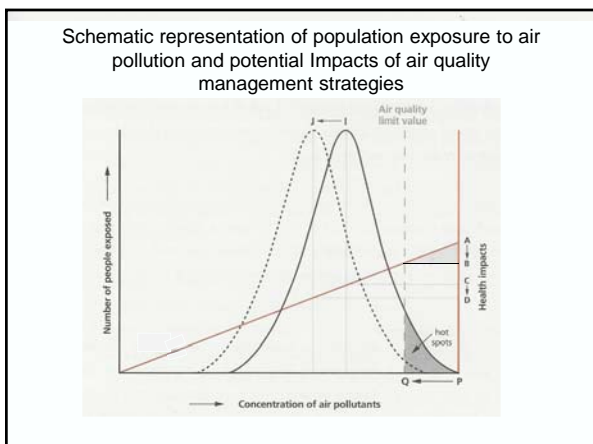 Schematic representation of population exposure to air
pollution and potential Impacts of air quality
management strategies
Air quality
limit value
J
I
Number of people exposed
A
B
C
D
Health impacts
hot
spots
Q
P
Concentration of air pollutants